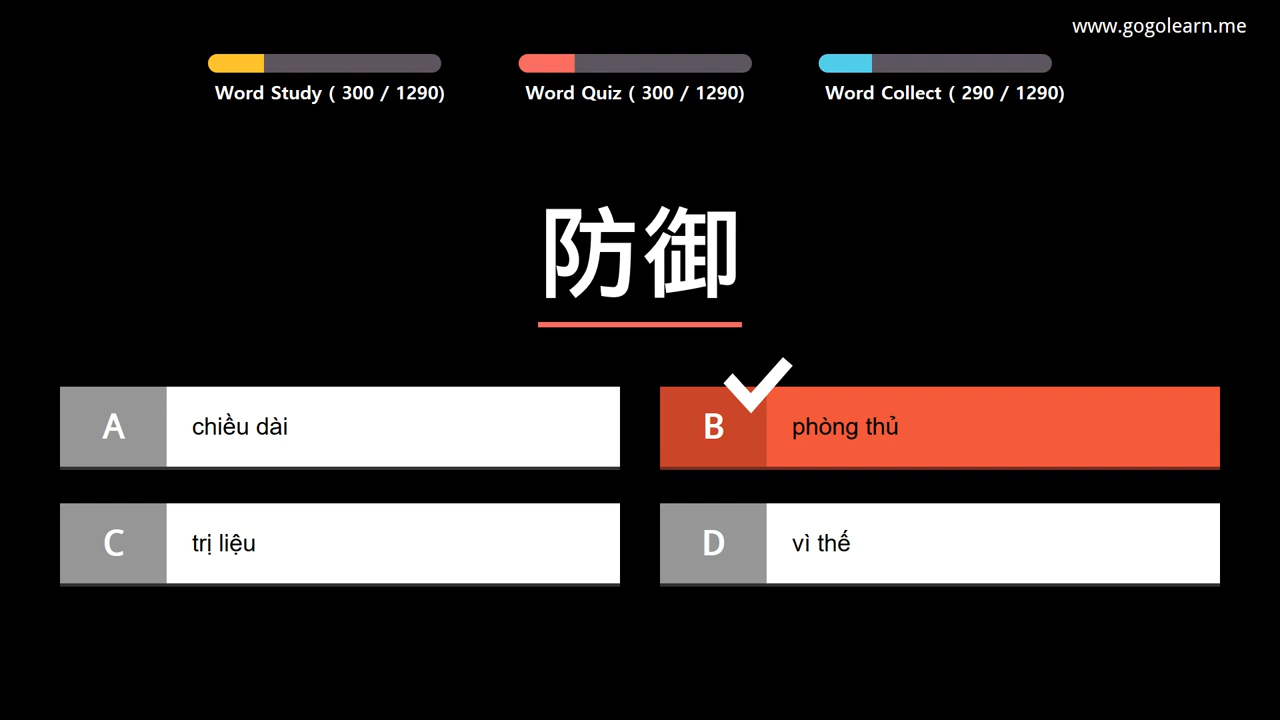 www.gogolearn.me
Word Study ( 300 / 1290)
Word Quiz ( 300 / 1290)
Word Collect ( 290 / 1290)
防御
A chiều dài
B phòng thủ
C trị liệu
D vì thế